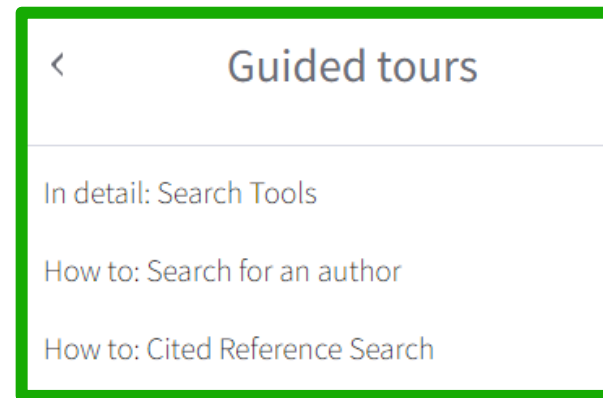 Guided tours
In detail: Search Tools
How to: Search for an author
How to: Cited Reference Search